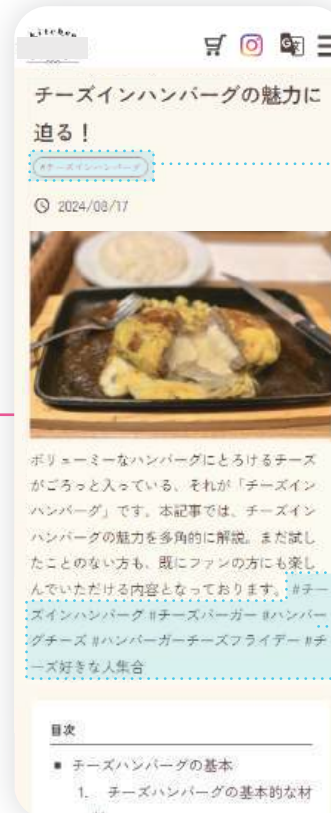 kitchen
チーズインハンバーグの魅力に
迫る！
#チーズインハンバーグ
2024/08/17
ボリューミーなハンバーグにとろけるチーズ
がごろっと入っている、それが「チーズイン
ハンバーグ」です。本記事では、チーズイン
ハンバーグの魅力を多角的に解説。まだ試し
たことのない方も、既にファンの方にも楽し
んでいただける内容となっております。 #チー
ズインハンバーグ #チーズバーガー #ハンバー
グチーズ #ハンバーガーチーズフライデー #チ
ーズ好きな人集合
目次
■ チーズハンバーグの基本
1. チーズハンバーグの基本的な材